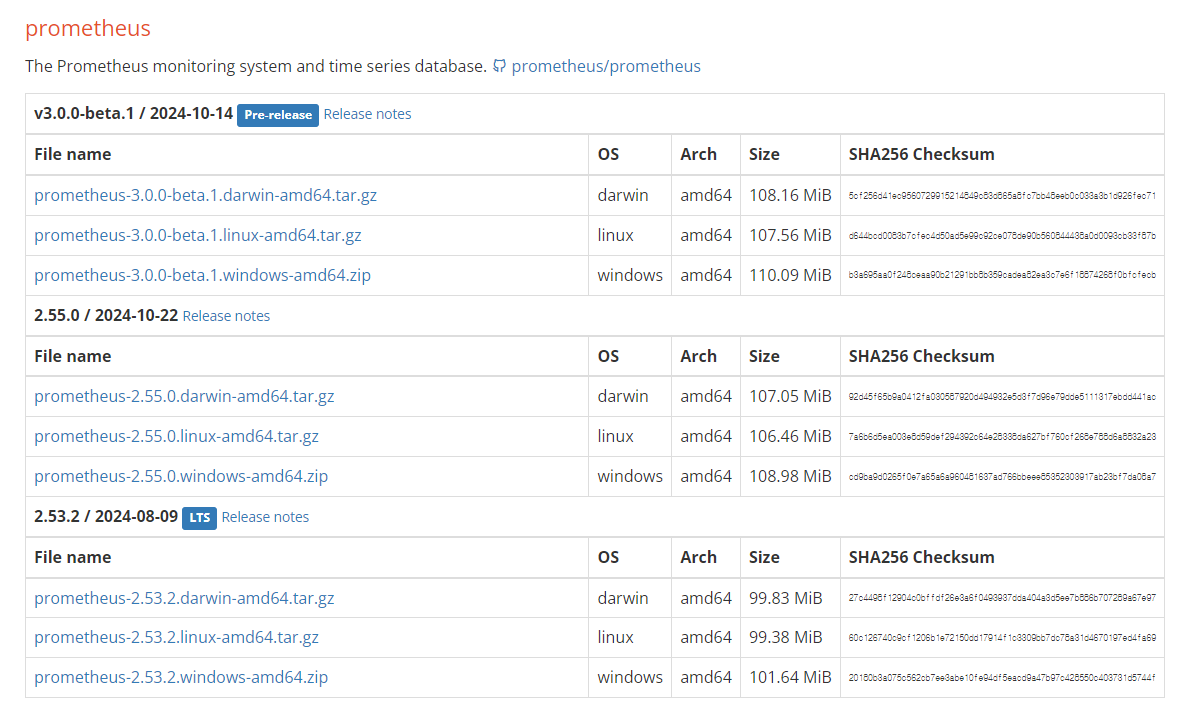 prometheus
The Prometheus monitoring system and time series database. prometheus/prometheus
v3.0.0-beta.1 / 2024-10-14 Pre-release Release notes
File name OS Arch Size SHA256 Checksum
prometheus-3.0.0-beta.1.darwin-amd64.tar.gz darwin amd64 108.16 MiB
prometheus-3.0.0-beta.1.linux-amd64.tar.gz linux amd64 107.56 MiB
prometheus-3.0.0-beta.1.windows-amd64.zip windows amd64 110.09 MiB
2.55.0 / 2024-10-22 Release notes
File name OS Arch Size SHA256 Checksum
prometheus-2.55.0.darwin-amd64.tar.gz darwin amd64 107.05 MiB
prometheus-2.55.0.linux-amd64.tar.gz linux amd64 106.46 MiB
prometheus-2.55.0.windows-amd64.zip windows amd64 108.98 MiB
2.53.2 / 2024-08-09 LTS Release notes
File name OS Arch Size SHA256 Checksum
prometheus-2.53.2.darwin-amd64.tar.gz darwin amd64 99.83 MiB
prometheus-2.53.2.linux-amd64.tar.gz linux amd64 99.38 MiB
prometheus-2.53.2.windows-amd64.zip windows amd64 101.64 MiB